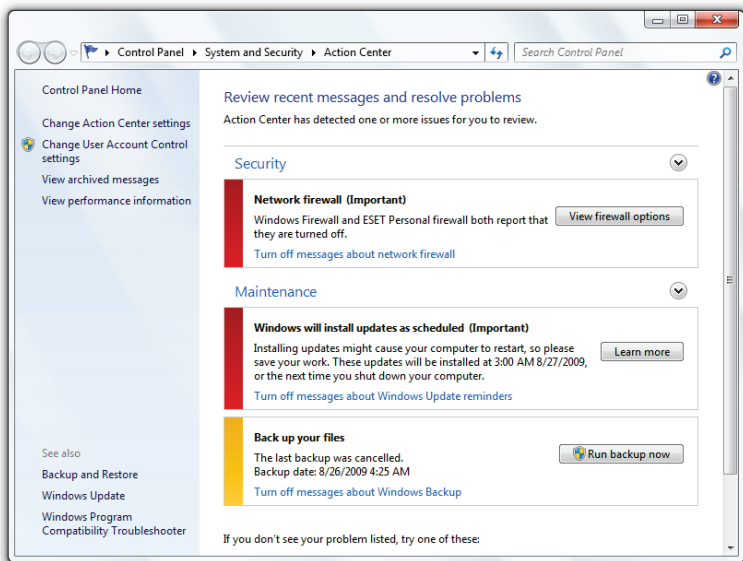 Control Panel ▸ System and Security ▸ Action Center
Search Control Panel
Control Panel Home
Change Action Center settings
Change User Account Control
settings
View archived messages
View performance information
See also
Backup and Restore
Windows Update
Windows Program
Compatibility Troubleshooter
Review recent messages and resolve problems
Action Center has detected one or more issues for you to review.
Security
Network firewall (Important)
Windows Firewall and ESET Personal firewall both report that
they are turned off.
View firewall options
Turn off messages about network firewall
Maintenance
Windows will install updates as scheduled (Important)
Installing updates might cause your computer to restart, so please
save your work. These updates will be installed at 3:00 AM 8/27/2009,
or the next time you shut down your computer.
Learn more
Turn off messages about Windows Update reminders
Back up your files
The last backup was cancelled.
Backup date: 8/26/2009 4:25 AM
Run backup now
Turn off messages about Windows Backup
If you don't see your problem listed, try one of these: